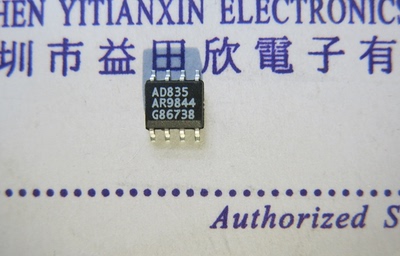 HEN YITIANXIN ELECTRONICS
圳市益田欣電子有
AD835
AR9844
G86738
Authorized S